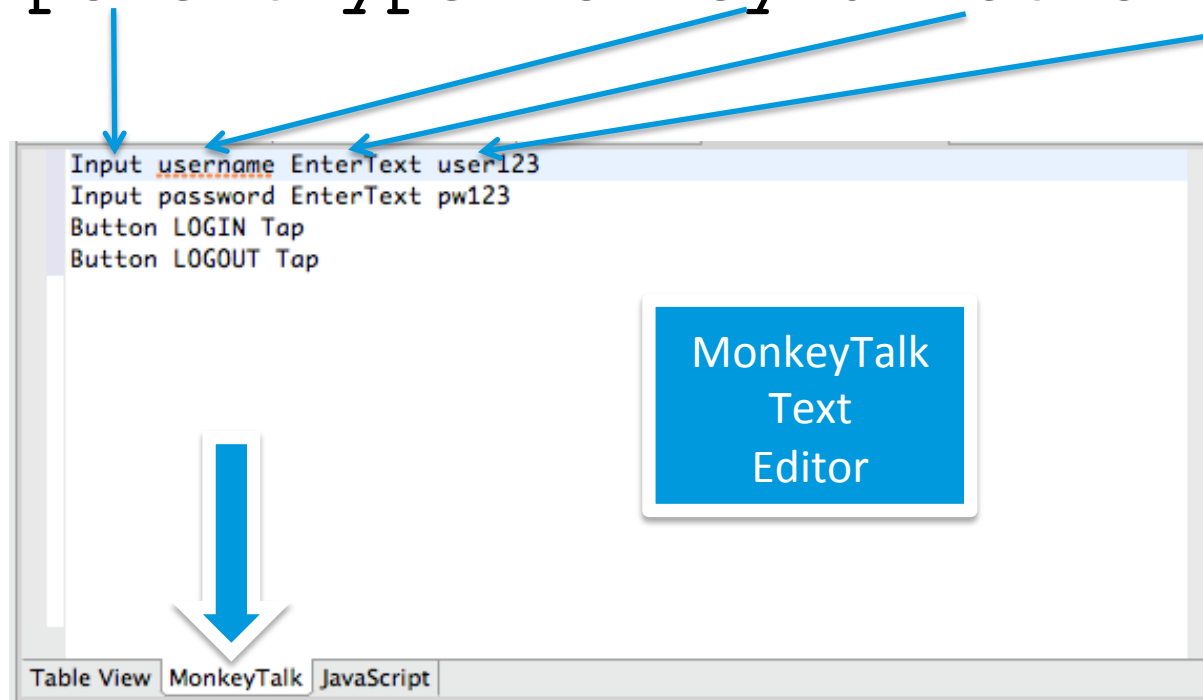 Input username EnterText user123
Input password EnterText pw123
Button LOGIN Tap
Button LOGOUT Tap
MonkeyTalk
Text
Editor
Table View MonkeyTalk JavaScript